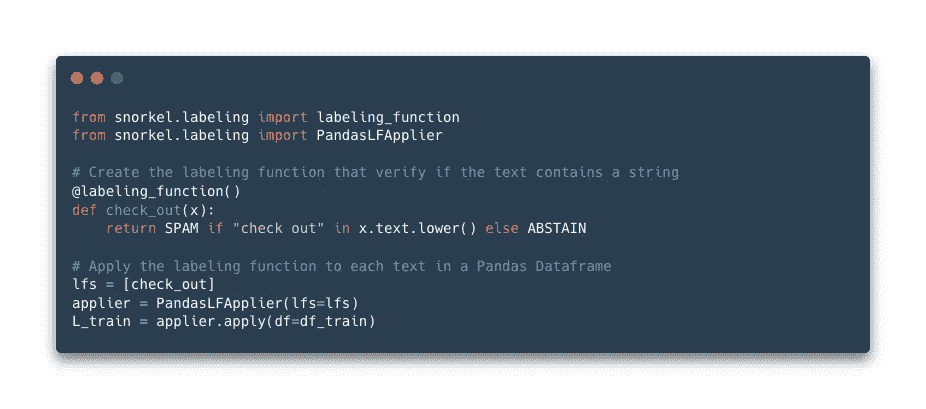 from snorkel.labeling import labeling_function
from snorkel.labeling import PandasLFApplier
# Create the labeling function that verify if the text contains a string
@labeling_function()
def check_out(x):
    return SPAM if "check out" in x.text.lower() else ABSTAIN
# Apply the labeling function to each text in a Pandas Dataframe
lfs = [check_out]
applier = PandasLFApplier(lfs=lfs)
L_train = applier.apply(df=df_train)